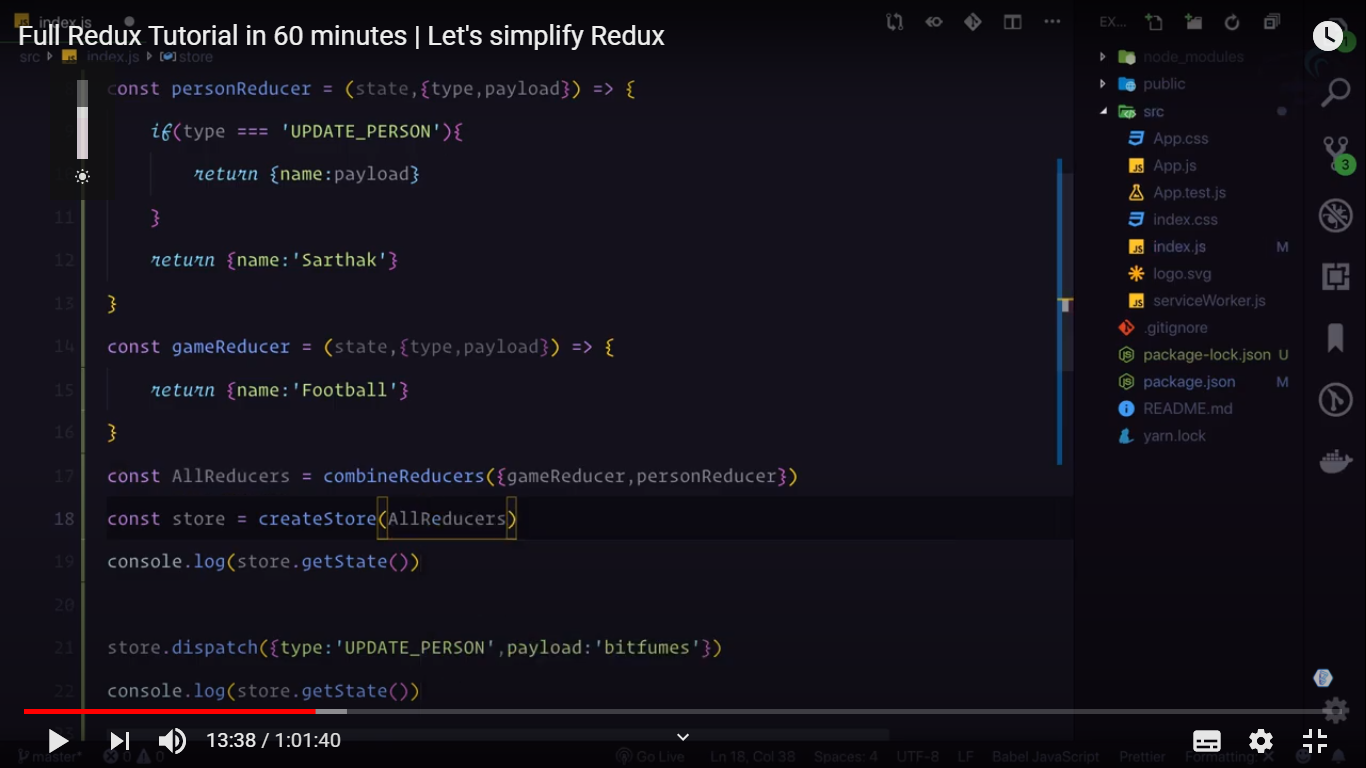 index.js
Full Redux Tutorial in 60 minutes | Let's simplify Redux
src index.js store
const personReducer = (state,{type,payload}) => {
if(type === 'UPDATE_PERSON'){
return {name:payload}
11 }
12 return {name:'Sarthak'}
13 }
14 const gameReducer = (state,{type,payload}) => {
15 return {name:'Football'}
16 }
17 const AllReducers = combineReducers({gameReducer,personReducer})
18 const store = createStore(AllReducers)
19 console.log(store.getState())
20
21 store.dispatch({type:'UPDATE_PERSON',payload:'bitfumes'})
22 console.log(store.getState())
EX...
node_modules
public
src
App.css
App.js
App.test.js
index.css
index.js M
logo.svg
serviceWorker.js
.gitignore
package-lock.json U
package.json M
README.md
yarn.lock
1
3
13:38 / 1:01:40
master* 0 0 Go Live Ln 18, Col 38 Spaces: 4 UTF-8 LF Babel JavaScript Prettier Formatting: X